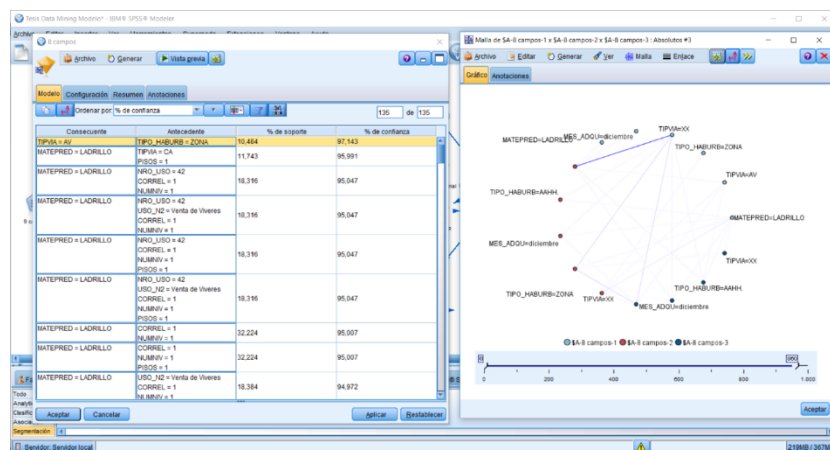 Tesis Data Mining Modelo* - IBM® SPSS® Modeler
8 campos
Archivo Generar Vista previa
Modelo Configuración Resumen Anotaciones
Ordenar por: % de confianza 135 de 135
Consecuente Antecedente % de soporte % de confianza
TIPVIA = AV TIPO_HABURB = ZONA 10,484 97,143
MATEPRED = LADRILLO TIPVIA = CA 11,743 95,991
PISOS = 1
MATEPRED = LADRILLO NRO_USO = 42 18,316 95,047
CORREL = 1
NUMNIV = 1
MATEPRED = LADRILLO NRO_USO = 42 18,316 95,047
USO_N2 = Venta de Viveres
CORREL = 1
NUMNIV = 1
MATEPRED = LADRILLO NRO_USO = 42 18,316 95,047
CORREL = 1
NUMNIV = 1
PISOS = 1
MATEPRED = LADRILLO NRO_USO = 42 18,316 95,047
USO_N2 = Venta de Viveres
CORREL = 1
NUMNIV = 1
PISOS = 1
MATEPRED = LADRILLO CORREL = 1 32,224 95,007
NUMNIV = 1
MATEPRED = LADRILLO CORREL = 1 32,224 95,007
NUMNIV = 1
PISOS = 1
MATEPRED = LADRILLO USO_N2 = Venta de Viveres 18,384 94,972
CORREL = 1
NUMNIV = 1
Aceptar Cancelar Aplicar Restablecer
Malla de $A-8 campos-1 x $A-8 campos-2 x $A-8 campos-3 : Absolutos #3
Archivo Editar Generar Ver Malla Enlace
Gráfico Anotaciones
TIPVIA=XX
MATEPRED=LADRILLO MES_ADQU=diciembre
TIPO_HABURB=ZONA
TIPVIA=AV
TIPO_HABURB=AAHH.
MATEPRED=LADRILLO
MES_ADQU=diciembre
TIPVIA=XX
TIPO_HABURB=AAHH.
TIPO_HABURB=ZONA TIPVIA=XX
MES_ADQU=diciembre
$A-8 campos-1 $A-8 campos-2 $A-8 campos-3
0 200 400 600 800 1.000
Aceptar
Todo
Segmentación
Servidor: Servidor local 219MB / 367M